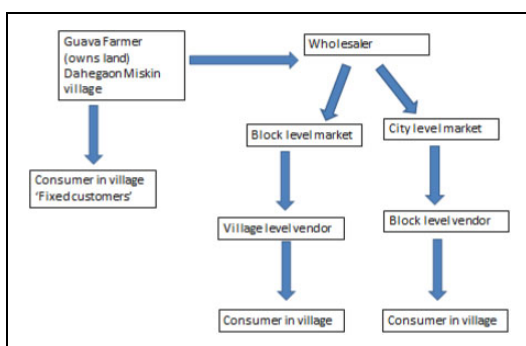 Guava Farmer
(owns land)
Dahegaon Miskin
village
Wholesaler
Block level market
City level market
Consumer in village
'Fixed customers'
Village level vendor
Block level vendor
Consumer in village
Consumer in village